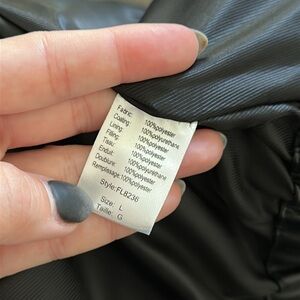 Fabric: 100%polyester
Coating: 100%polyurethane
Lining: 100%polyester
Filling: 100%polyester
Tissu: 100%polyester
Enduit: 100%polyurethane
Doublure: 100%polyester
Remplissage:100%polyester
Style:FL8236
Size: L
Taille: G